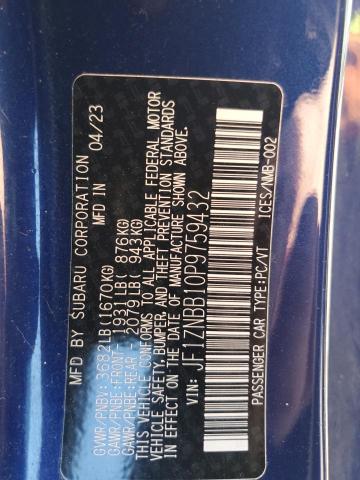 MFD BY SUBARU CORPORATION 04/23
GVWR/PNBV: 3682LB(1670KG)
GAWR/PNBE:FRONT- 1931LB( 876KG)
GAWR/PNBE:REAR - 2079LB( 943KG)
THIS VEHICLE CONFORMS TO ALL APPLICABLE FEDERAL MOTOR
VEHICLE SAFETY, BUMPER, AND THEFT PREVENTION STANDARDS
IN EFFECT ON THE DATE OF MANUFACTURE SHOWN ABOVE.
VIN: JF1ZNBB10P9759432
PASSENGER CAR TYPE:PC/VT ICES/NMB-002